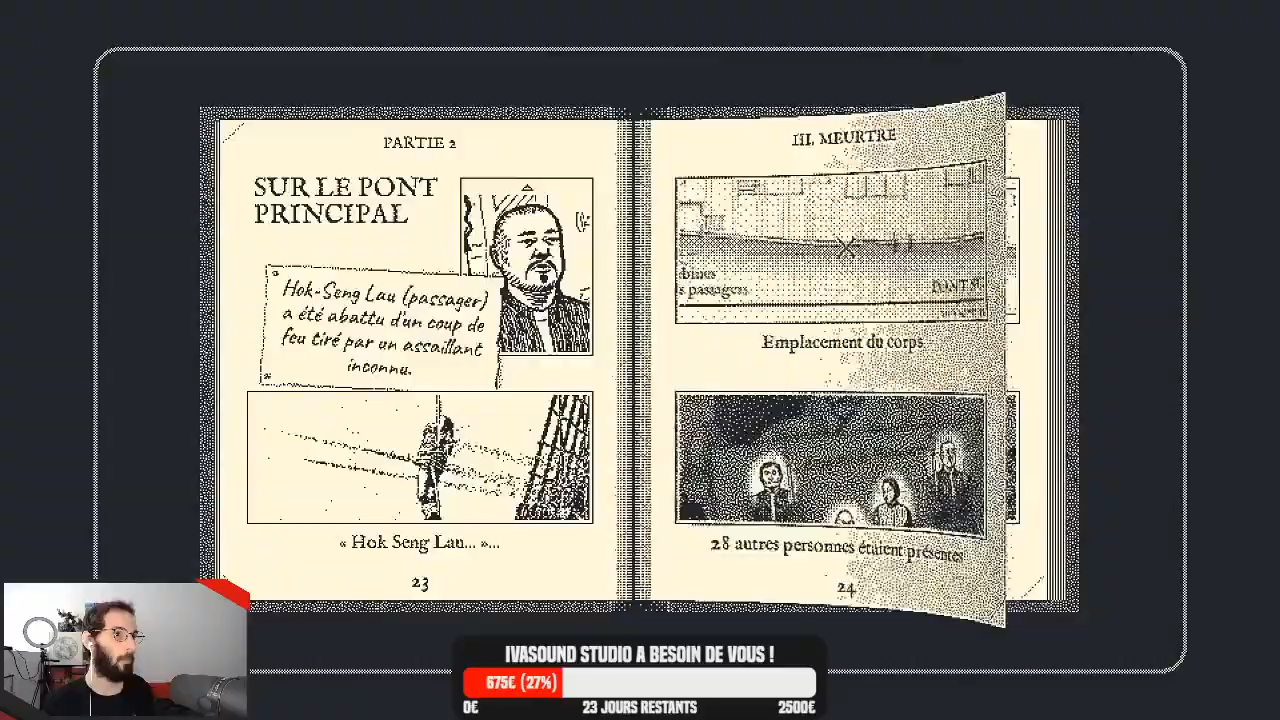 PARTIE 2
SUR LE PONT
PRINCIPAL
Hok-Seng Lau (passager)
a été abattu d'un coup de
feu tiré par un assaillant
inconnu.
« Hok Seng Lau... »...
23
III. MEURTRE
bines
s passagers
Emplacement du corps
28 autres personnes étaient présentes
24
IVASOUND STUDIO A BESOIN DE VOUS !
675€ (27%)
0€ 23 JOURS RESTANTS 2500€